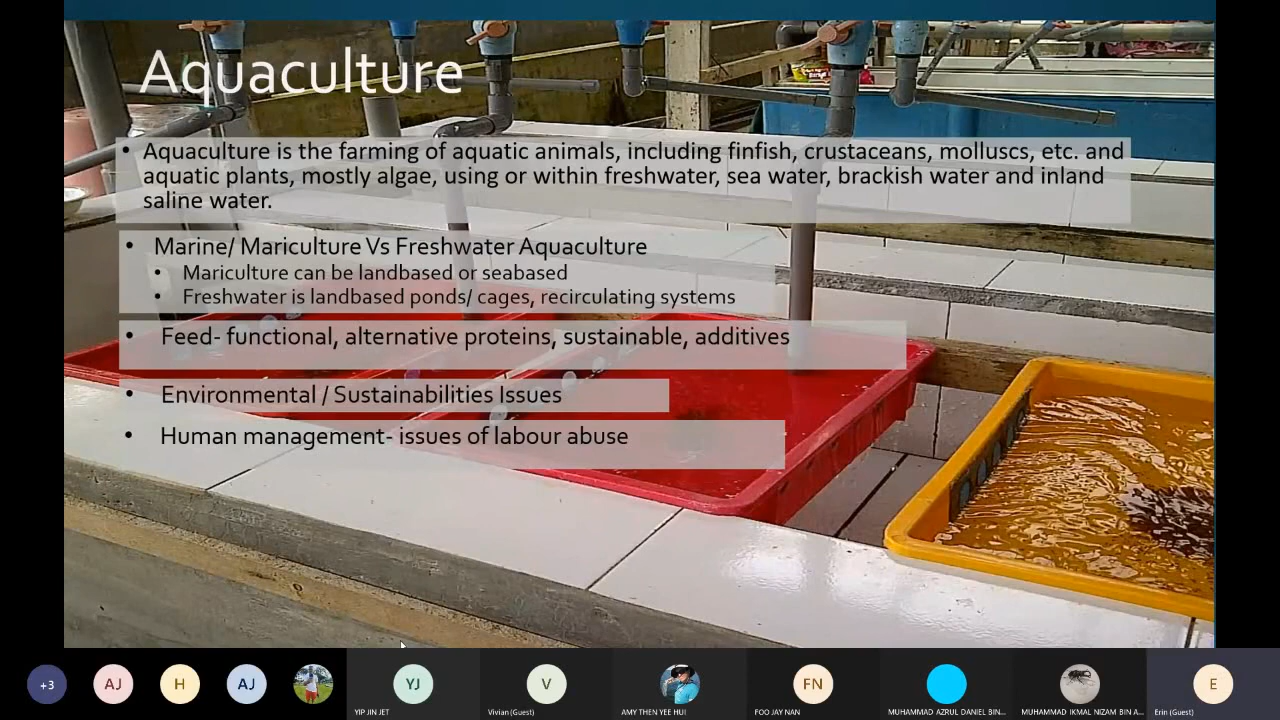 Aquaculture
• Aquaculture is the farming of aquatic animals, including finfish, crustaceans, molluscs, etc. and
aquatic plants, mostly algae, using or within freshwater, sea water, brackish water and inland
saline water.
• Marine/ Mariculture Vs Freshwater Aquaculture
• Mariculture can be landbased or seabased
• Freshwater is landbased ponds/ cages, recirculating systems
• Feed- functional, alternative proteins, sustainable, additives
• Environmental / Sustainabilities Issues
• Human management- issues of labour abuse
+3 AJ H AJ YJ V FN E
YIP JIN JET Vivian (Guest) AMY THEN YEE HUI FOO JAY NAN MUHAMMAD AZRUL DANIEL BIN... MUHAMMAD IKMAL NIZAM BIN A... Erin (Guest)